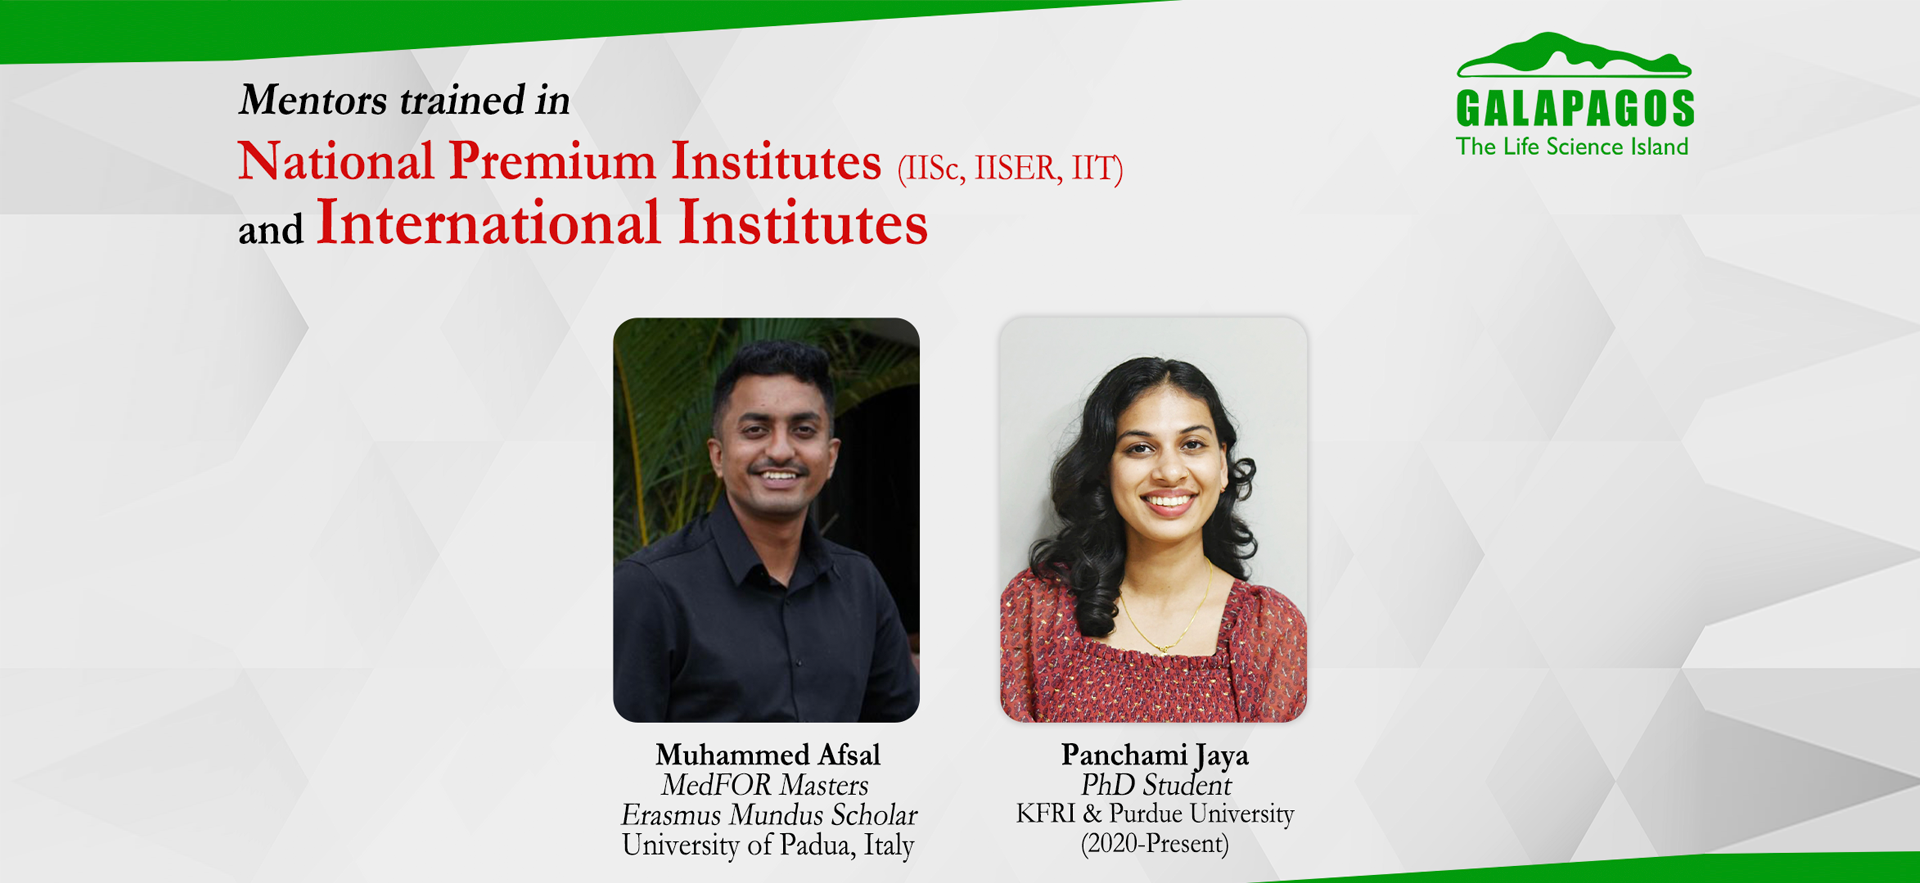 Mentors trained in
National Premium Institutes (IISc, IISER, IIT)
and International Institutes
GALAPAGOS
The Life Science Island
Muhammed Afsal
MedFOR Masters
Erasmus Mundus Scholar
University of Padua, Italy
Panchami Jaya
PhD Student
KFRI & Purdue University
(2020-Present)